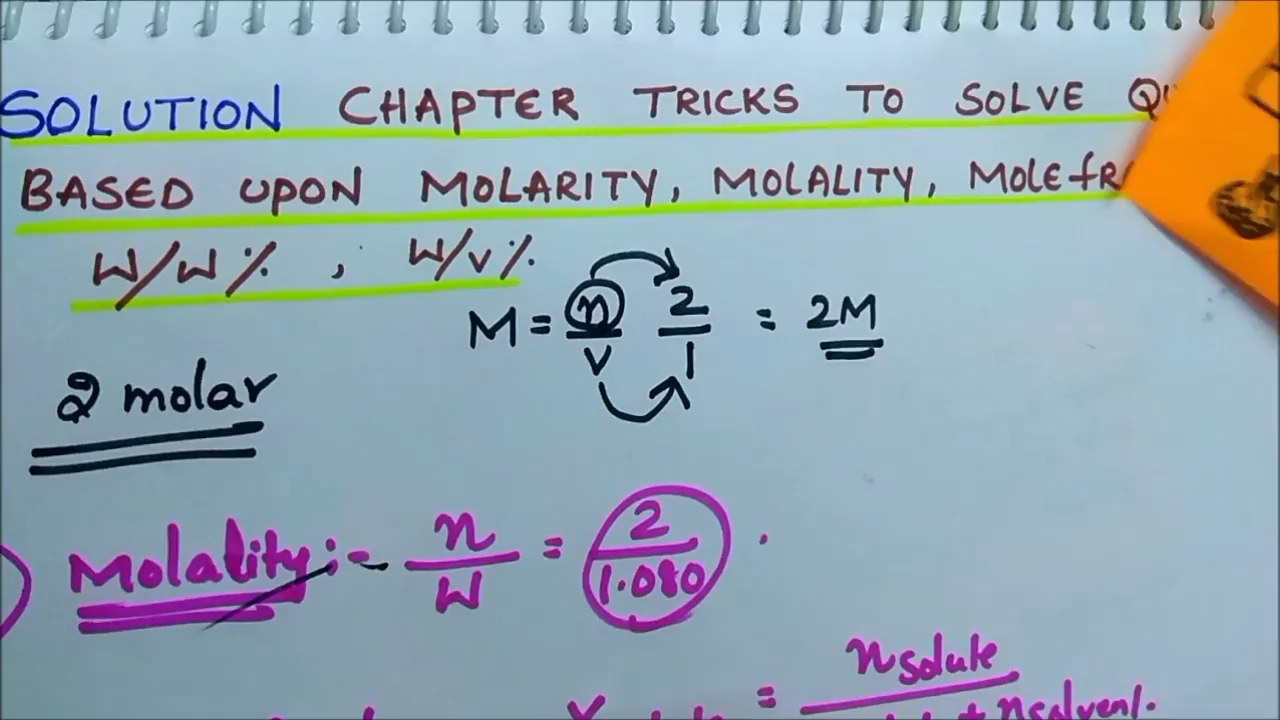 SOLUTION CHAPTER TRICKS TO SOLVE
BASED UPON MOLARITY, MOLALITY, MOLE
W/W% , W/V%
M = n/V 2/1 = 2M
2 molar
Molality :- n/W = 2/1.080 .
= nsolute
nsolvent.